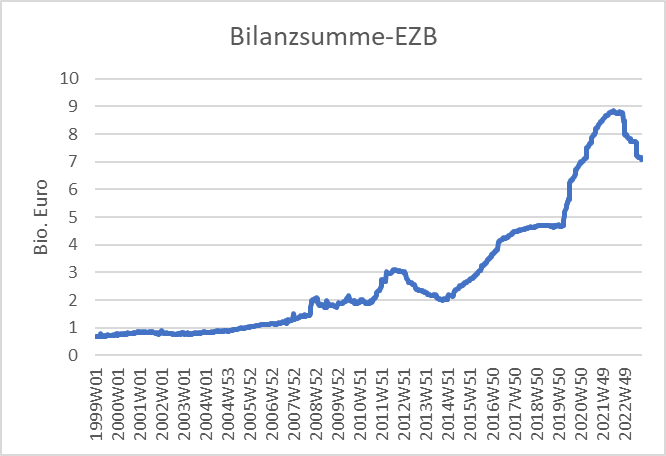 Bilanzsumme-EZB
Bio. Euro
10
9
8
7
6
5
4
3
2
1
0
1999W01
2000W01
2001W01
2002W01
2003W01
2004W01
2004W53
2005W52
2006W52
2007W52
2008W52
2009W52
2010W52
2011W51
2012W51
2013W51
2014W51
2015W51
2016W50
2017W50
2018W50
2019W50
2020W50
2021W49
2022W49